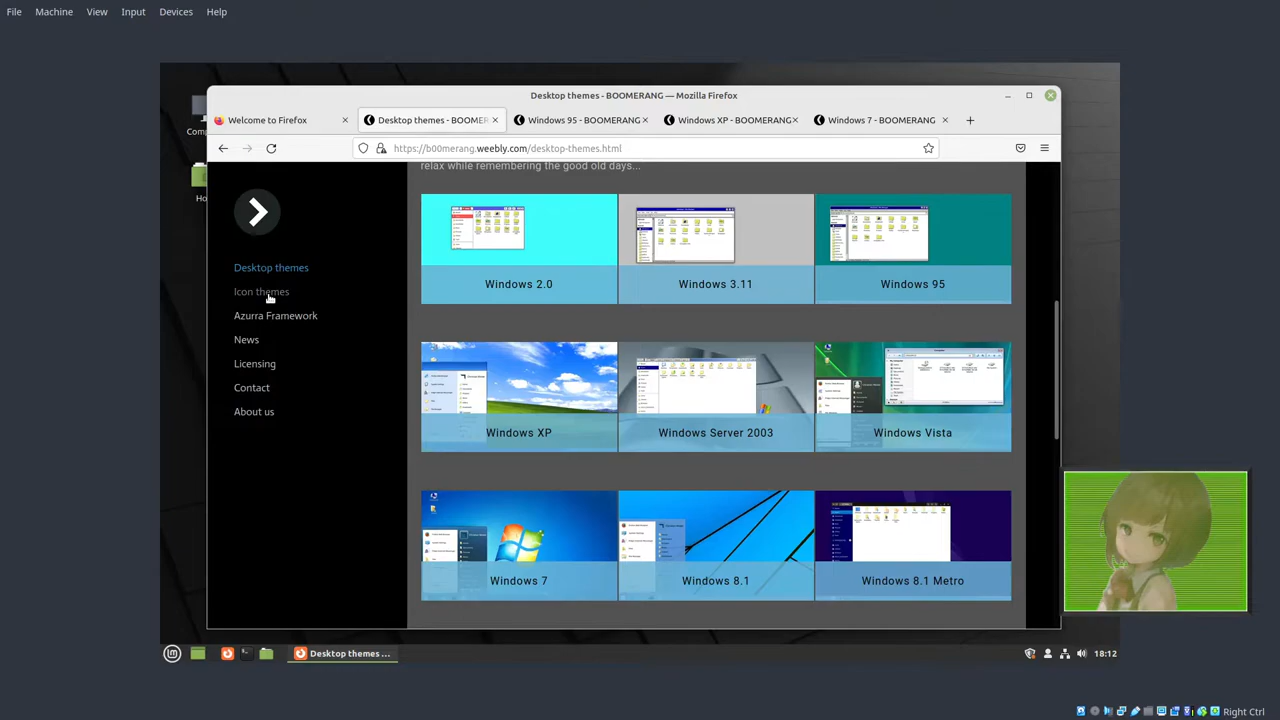 File Machine View Input Devices Help
Desktop themes - BOOMERANG — Mozilla Firefox
Welcome to Firefox
Desktop themes - BOOMER
Windows 95 - BOOMERANG
Windows XP - BOOMERANG
Windows 7 - BOOMERANG
https://b00merang.weebly.com/desktop-themes.html
relax while remembering the good old days...
Desktop themes
Icon themes
Azurra Framework
News
Licensing
Contact
About us
Windows 2.0
Windows 3.11
Windows 95
Windows XP
Windows Server 2003
Windows Vista
Windows 7
Windows 8.1
Windows 8.1 Metro
Desktop themes ...
18:12
Right Ctrl